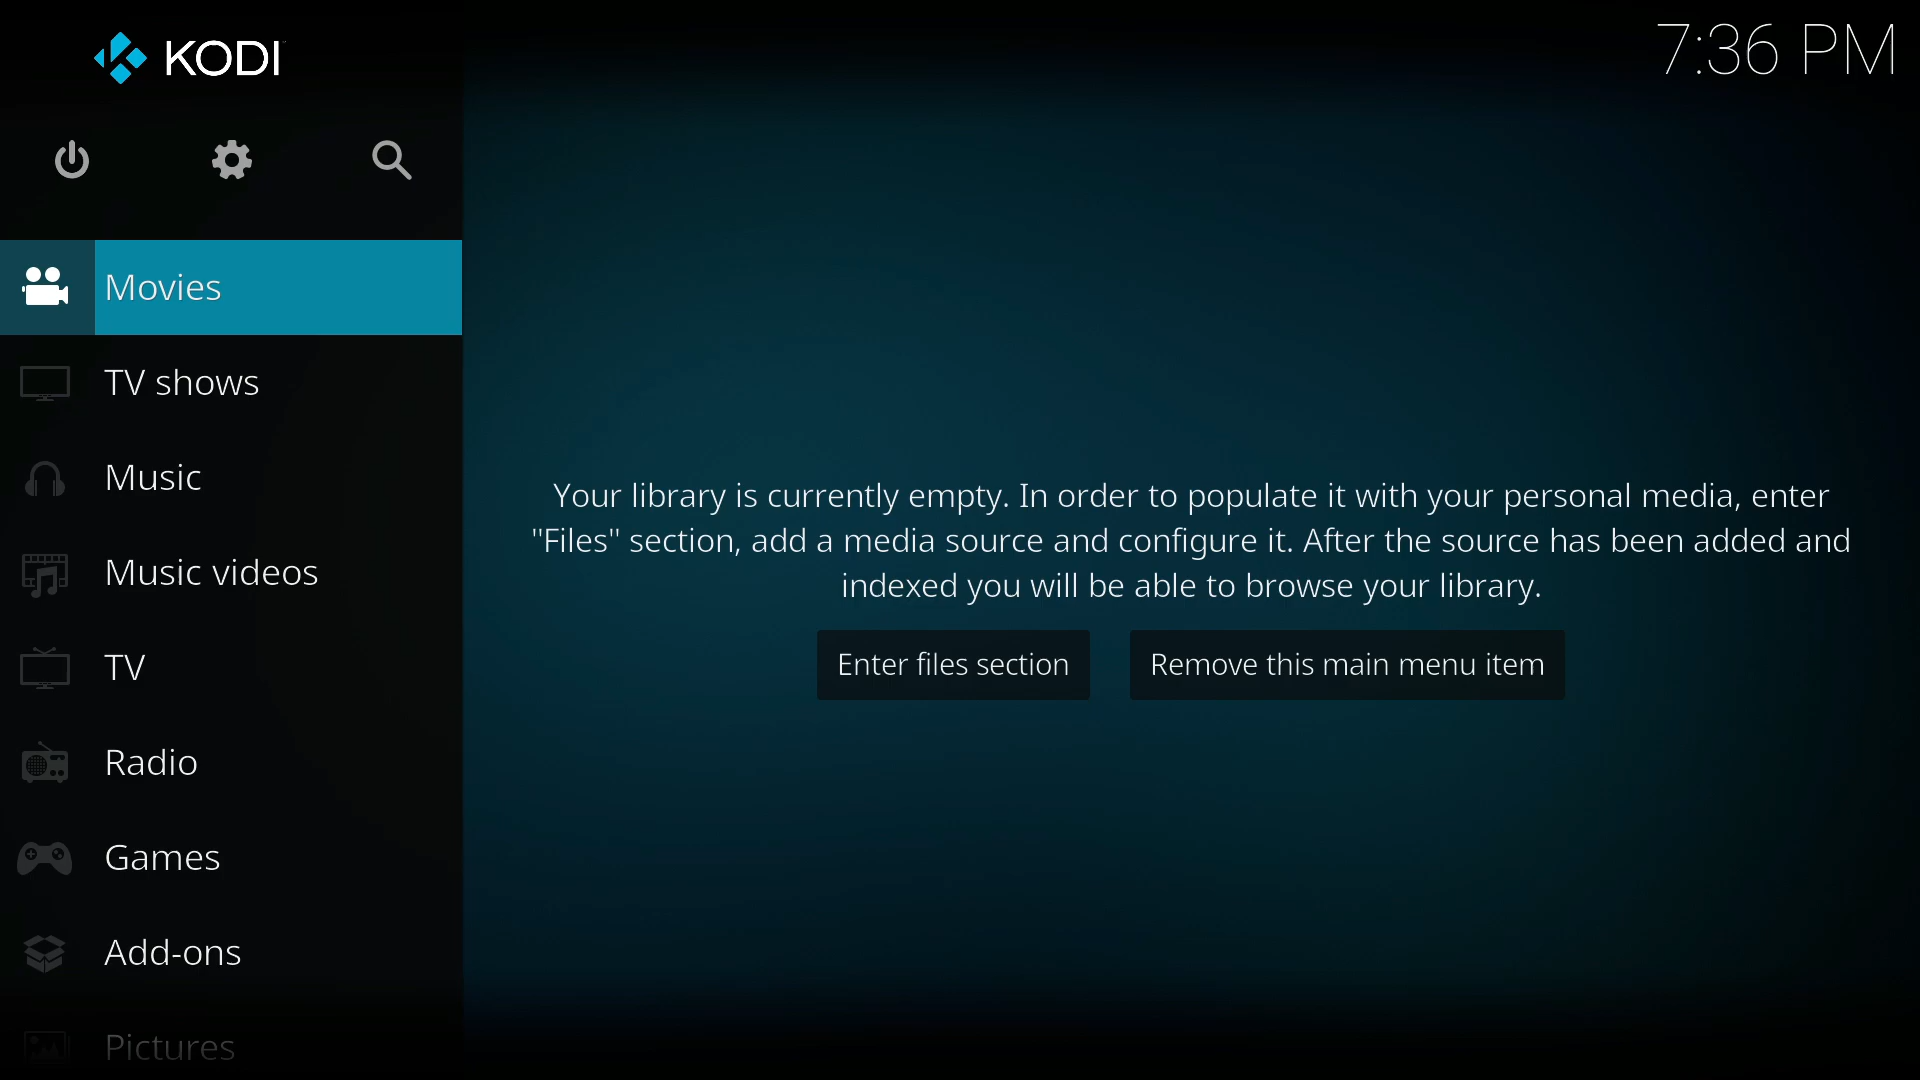 KODI
7:36 PM
Movies
TV shows
Music
Music videos
TV
Radio
Games
Add-ons
Pictures
Your library is currently empty. In order to populate it with your personal media, enter
"Files" section, add a media source and configure it. After the source has been added and
indexed you will be able to browse your library.
Enter files section
Remove this main menu item